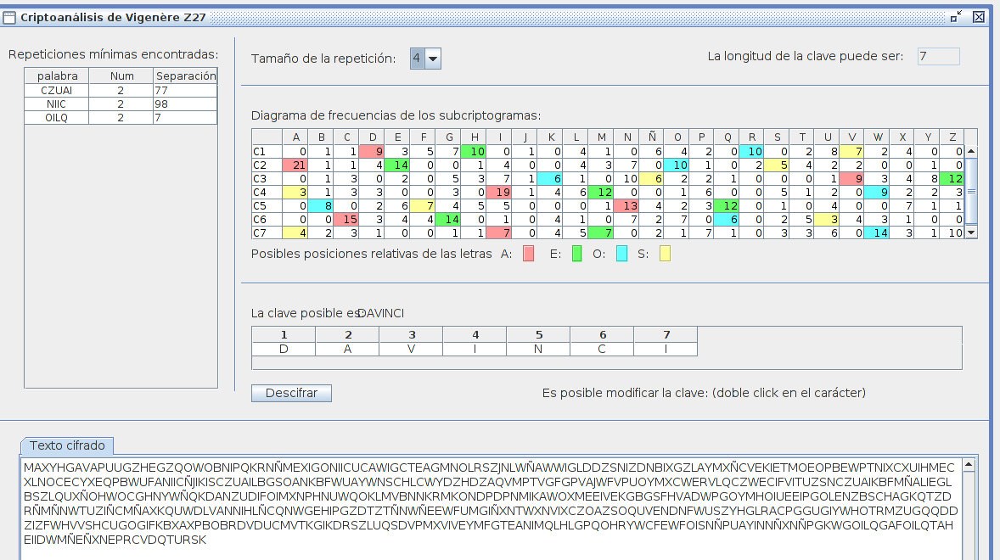 Criptoanálisis de Vigenère Z27
Repeticiones mínimas encontradas:
palabra Num Separación
CZUAI 2 77
NIIC 2 98
OILQ 2 7
Tamaño de la repetición: 4
La longitud de la clave puede ser: 7
Diagrama de frecuencias de los subcriptogramas:
A B C D E F G H I J K L M N Ñ O P Q R S T U V W X Y Z
C1 0 1 1 9 3 5 7 10 0 1 0 4 1 0 6 4 2 0 10 0 2 8 7 2 4 0 0
C2 21 1 1 4 14 0 0 1 4 0 0 4 3 7 0 10 1 0 2 5 4 2 2 0 0 1 0
C3 0 1 3 0 2 0 5 3 7 1 6 1 0 10 6 2 2 1 0 0 0 1 9 3 4 8 12
C4 3 1 3 3 0 0 3 0 19 1 4 6 12 0 0 1 6 0 0 5 1 2 0 9 2 2 3
C5 0 8 0 2 6 7 4 5 5 0 0 0 1 13 4 2 3 12 0 1 0 4 0 0 7 1 1
C6 0 0 15 3 4 4 14 0 1 0 4 1 0 7 2 7 0 6 0 2 5 3 4 3 1 0 0
C7 4 2 3 1 0 0 1 1 7 0 4 5 7 0 2 1 7 1 0 3 3 6 0 14 3 1 10
Posibles posiciones relativas de las letras A: E: O: S:
La clave posible es: DAVINCI
1 2 3 4 5 6 7
D A V I N C I
Descifrar
Es posible modificar la clave: (doble click en el carácter)
Texto cifrado
MAXYHGAVAPUUGZHEGZQOWOBNIPQKRNÑMEXIGONIICUCAWIGCTEAGMNOLRSZJNLWÑAWWIGLDDZSNIZDNBIXGZLAYMXÑCVEKIETMOEOPBEWPTNIXCXUIHMEC
XLNOCECYXEQPBWUFANIICÑJIKISCZUAILBGSOANKBFWUAYWNSCHLCWYDZHDZAQVMPTVGFGPVAJWFVPUOYMXCWERVLQCZWECIFVITUZSNCZUAIKBFMÑALIEGL
BSZLQUXÑOHWOCGHNYWÑQKDANZUDIFOIMXNPHNUWQOKLMVBNNKRMKONDPDPNMIKAWOXMEEIVEKGBGSFHVADWPGOYMHOIUEEIPGOLENZBSCHAGKQTZD
DRÑMÑNWTUZIÑCMÑAXKQUWDLVANNIHLÑCQNWGEHIPGZDTZTÑNWÑEEWFUMGIÑXNTWXNVIXCZOAZSOQUVENDNFWUSZYHGLRACPGGUGIYWHOTRMZUGQQDD
ZIZFWHVVSHCUGOGIFKBXAXPBOBRDVDUCMVTKGIKDRSZLUQSDVPMXVIVEYMFGTEANIMQLHLGPQOHRYWCFEWFOISNÑPUAYINNÑXNÑPGKWGOILQGAFOILQTAH
EIIDWMÑEÑXNEPRCVDQTURSK